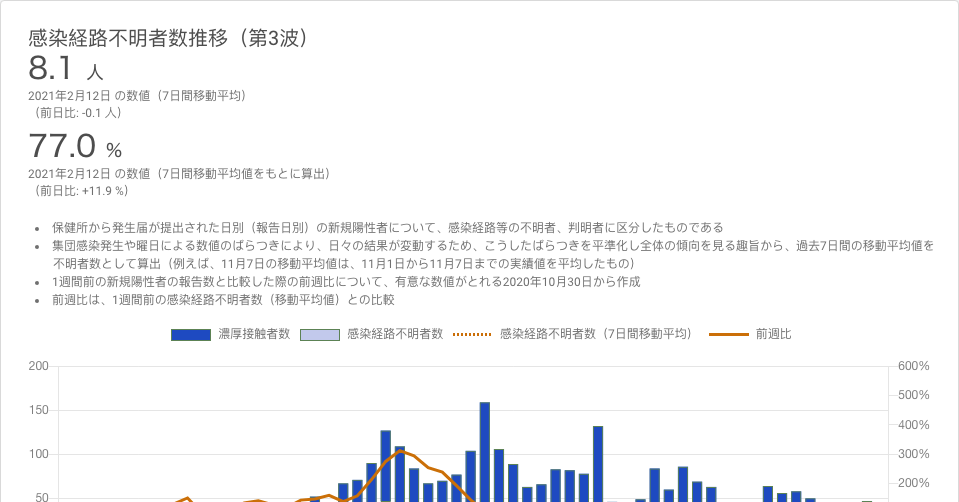 感染経路不明者数推移（第3波）
8.1 人
2021年2月12日 の数値（7日間移動平均）
（前日比: -0.1 人）
77.0 %
2021年2月12日 の数値（7日間移動平均値をもとに算出）
（前日比: +11.9 %）
• 保健所から発生届が提出された日別（報告日別）の新規陽性者について、感染経路等の不明者、判明者に区分したものである
• 集団感染発生や曜日による数値のばらつきにより、日々の結果が変動するため、こうしたばらつきを平準化し全体の傾向を見る趣旨から、過去7日間の移動平均値を
不明者数として算出（例えば、11月7日の移動平均値は、11月1日から11月7日までの実績値を平均したもの）
• 1週間前の新規陽性者の報告数と比較した際の前週比について、有意な数値がとれる2020年10月30日から作成
• 前週比は、1週間前の感染経路不明者数（移動平均値）との比較
濃厚接触者数 感染経路不明者数 感染経路不明者数（7日間移動平均） 前週比
200 600%
500%
150
400%
100 300%
200%
50